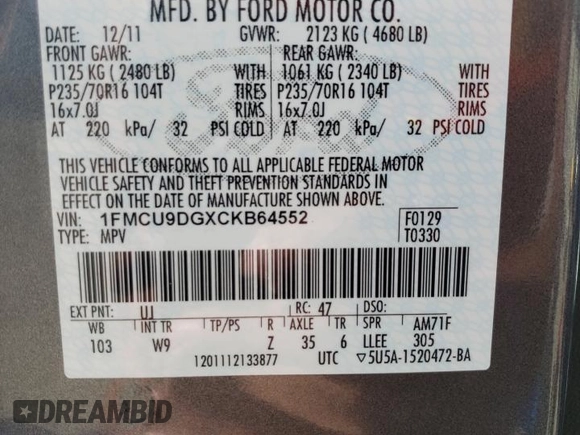 MFD. BY FORD MOTOR CO.
DATE: 12/11 GVWR: 2123 KG ( 4680 LB)
FRONT GAWR: REAR GAWR:
1125 KG ( 2480 LB) 1061 KG ( 2340 LB) WITH
P235/70R16 104T P235/70R16 104T TIRES
16x7.0J 16x7.0J RIMS
AT 220 kPa/ 32 PSI COLD AT 220 kPa/ 32 PSI COLD
THIS VEHICLE CONFORMS TO ALL APPLICABLE FEDERAL MOTOR
VEHICLE SAFETY AND THEFT PREVENTION STANDARDS IN
EFFECT ON THE DATE OF MANUFACTURE SHOWN ABOVE.
VIN: 1FMCU9DGXCKB64552 F0129
TYPE: MPV T0330
EXT PNT: UJ RC: 47 DSO:
WB INT TR TP/PS R AXLE TR SPR AM71F
103 W9 Z 35 6 LLEE 305
1201112133877 UTC ▽5U5A-1520472-BA
DREAMBID